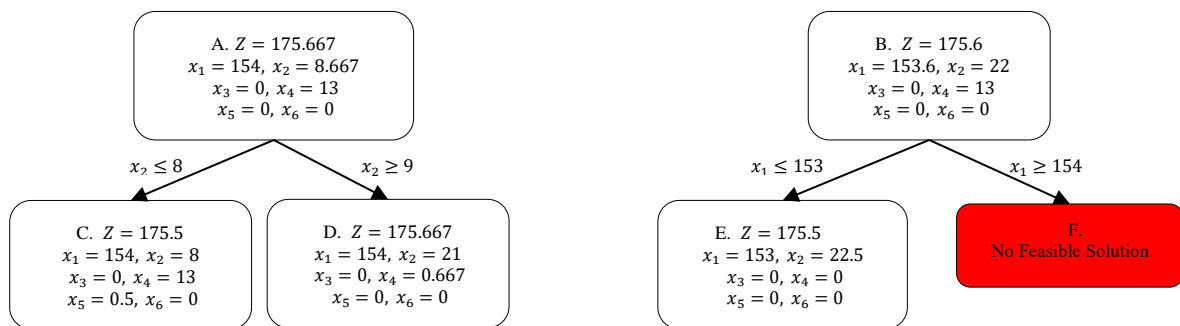 A. Z = 175.667
x₁ = 154, x₂ = 8.667
x₃ = 0, x₄ = 13
x₅ = 0, x₆ = 0
B. Z = 175.6
x₁ = 153.6, x₂ = 22
x₃ = 0, x₄ = 13
x₅ = 0, x₆ = 0
x₂ ≤ 8
x₂ ≥ 9
x₁ ≤ 153
x₁ ≥ 154
C. Z = 175.5
x₁ = 154, x₂ = 8
x₃ = 0, x₄ = 13
x₅ = 0.5, x₆ = 0
D. Z = 175.667
x₁ = 154, x₂ = 21
x₃ = 0, x₄ = 0.667
x₅ = 0, x₆ = 0
E. Z = 175.5
x₁ = 153, x₂ = 22.5
x₃ = 0, x₄ = 0
x₅ = 0, x₆ = 0
F.
No Feasible Solution